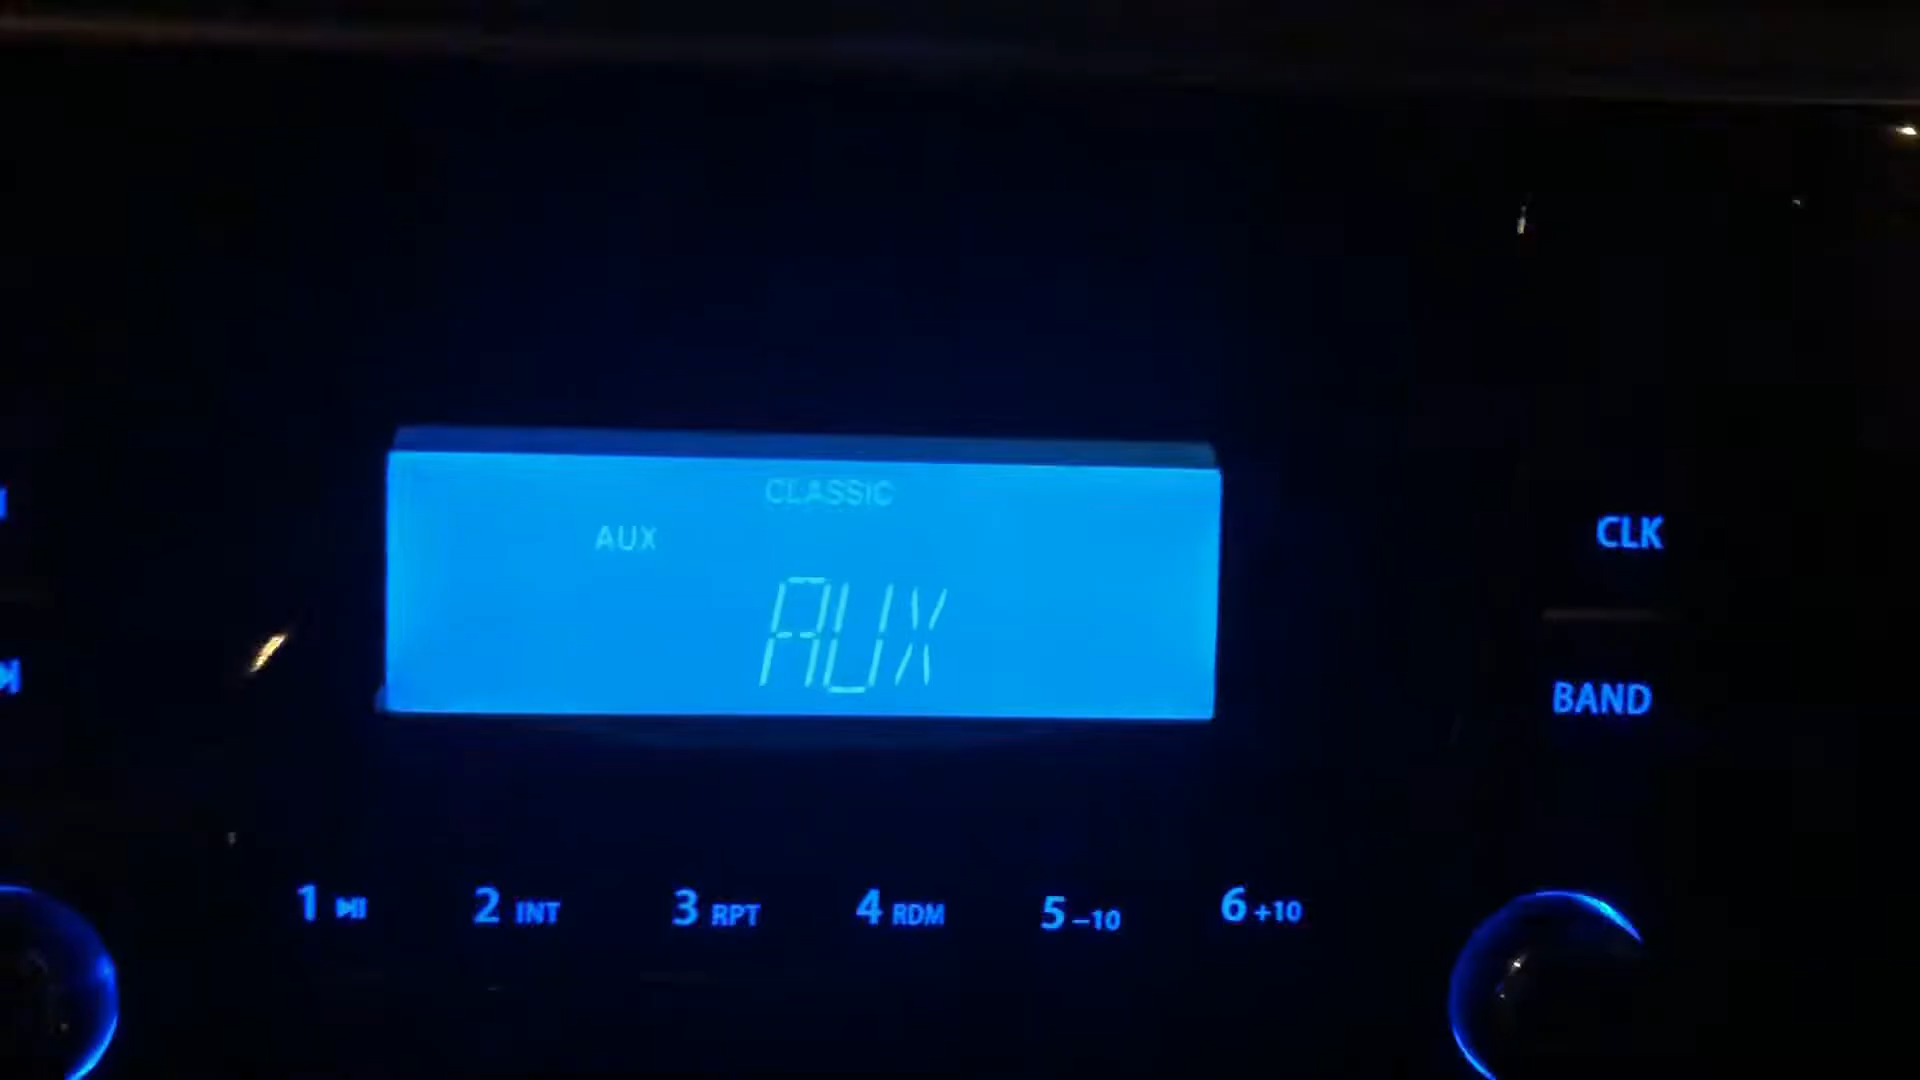 CLASSIC
AUX
AUX
CLK
BAND
1 2 INT 3 RPT 4 RDM 5 –10 6 +10